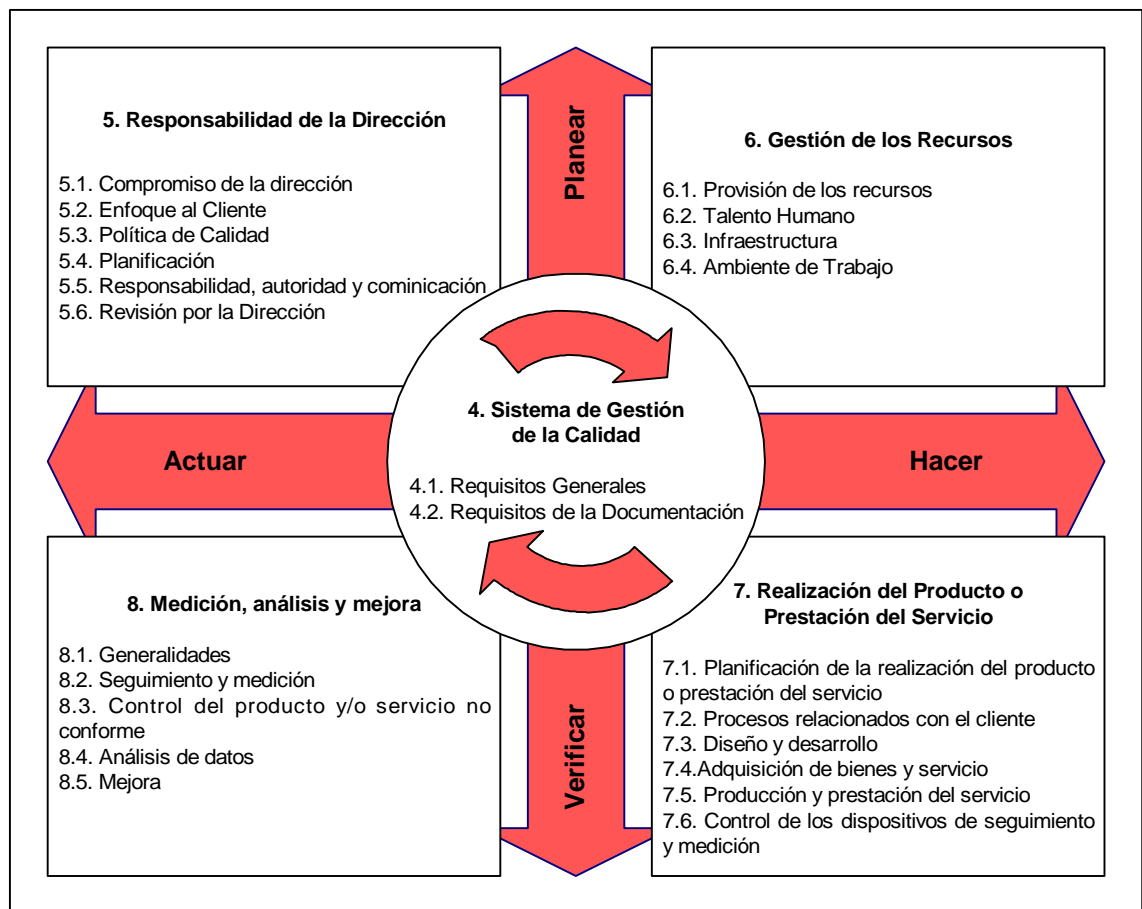 Planear
5. Responsabilidad de la Dirección
5.1. Compromiso de la dirección
5.2. Enfoque al Cliente
5.3. Política de Calidad
5.4. Planificación
5.5. Responsabilidad, autoridad y cominicación
5.6. Revisión por la Dirección
6. Gestión de los Recursos
6.1. Provisión de los recursos
6.2. Talento Humano
6.3. Infraestructura
6.4. Ambiente de Trabajo
Actuar
4. Sistema de Gestión
de la Calidad
4.1. Requisitos Generales
4.2. Requisitos de la Documentación
Hacer
8. Medición, análisis y mejora
8.1. Generalidades
8.2. Seguimiento y medición
8.3. Control del producto y/o servicio no
conforme
8.4. Análisis de datos
8.5. Mejora
Verificar
7. Realización del Producto o
Prestación del Servicio
7.1. Planificación de la realización del producto
o prestación del servicio
7.2. Procesos relacionados con el cliente
7.3. Diseño y desarrollo
7.4.Adquisición de bienes y servicio
7.5. Producción y prestación del servicio
7.6. Control de los dispositivos de seguimiento
y medición